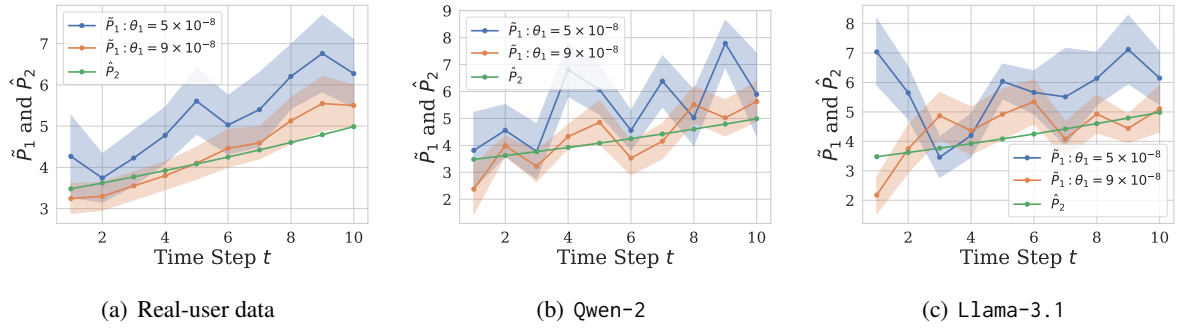 P̃₁ : θ₁ = 5 × 10⁻⁸
P̃₁ : θ₁ = 9 × 10⁻⁸
P̂₂
7
6
5
4
3
2 4 6 8 10
P̃₁ and P̂₂
Time Step t
(a) Real-user data
P̃₁ : θ₁ = 5 × 10⁻⁸
P̃₁ : θ₁ = 9 × 10⁻⁸
P̂₂
9
8
7
6
5
4
3
2
2 4 6 8 10
P̃₁ and P̂₂
Time Step t
(b) Qwen-2
8
7
6
5
4
3
2
P̃₁ : θ₁ = 5 × 10⁻⁸
P̃₁ : θ₁ = 9 × 10⁻⁸
P̂₂
2 4 6 8 10
P̃₁ and P̂₂
Time Step t
(c) Llama-3.1